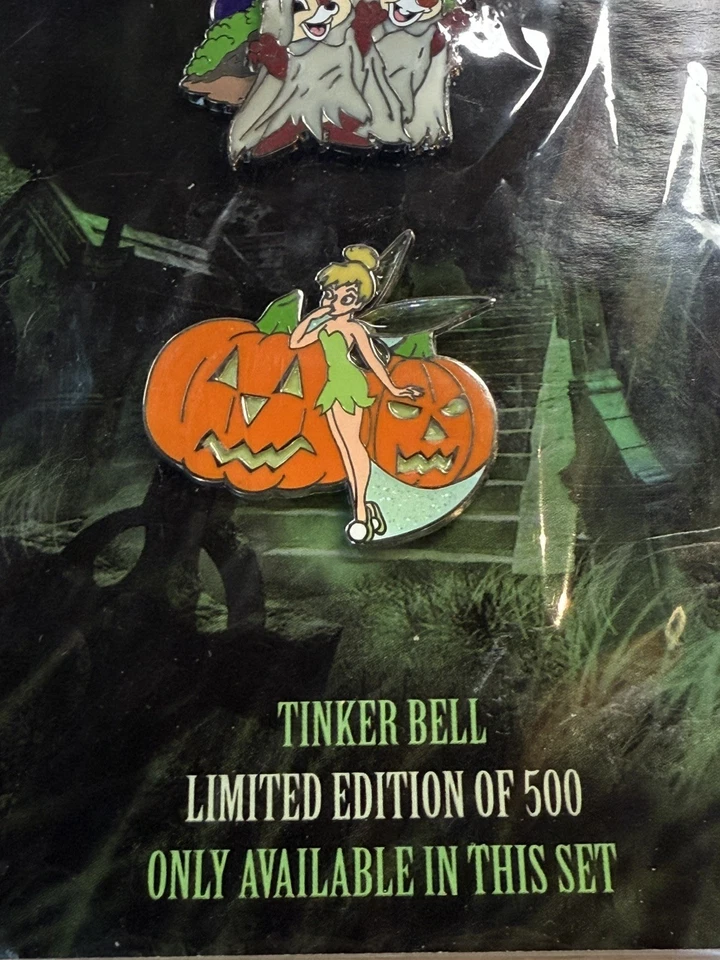 TINKER BELL
LIMITED EDITION OF 500
ONLY AVAILABLE IN THIS SET